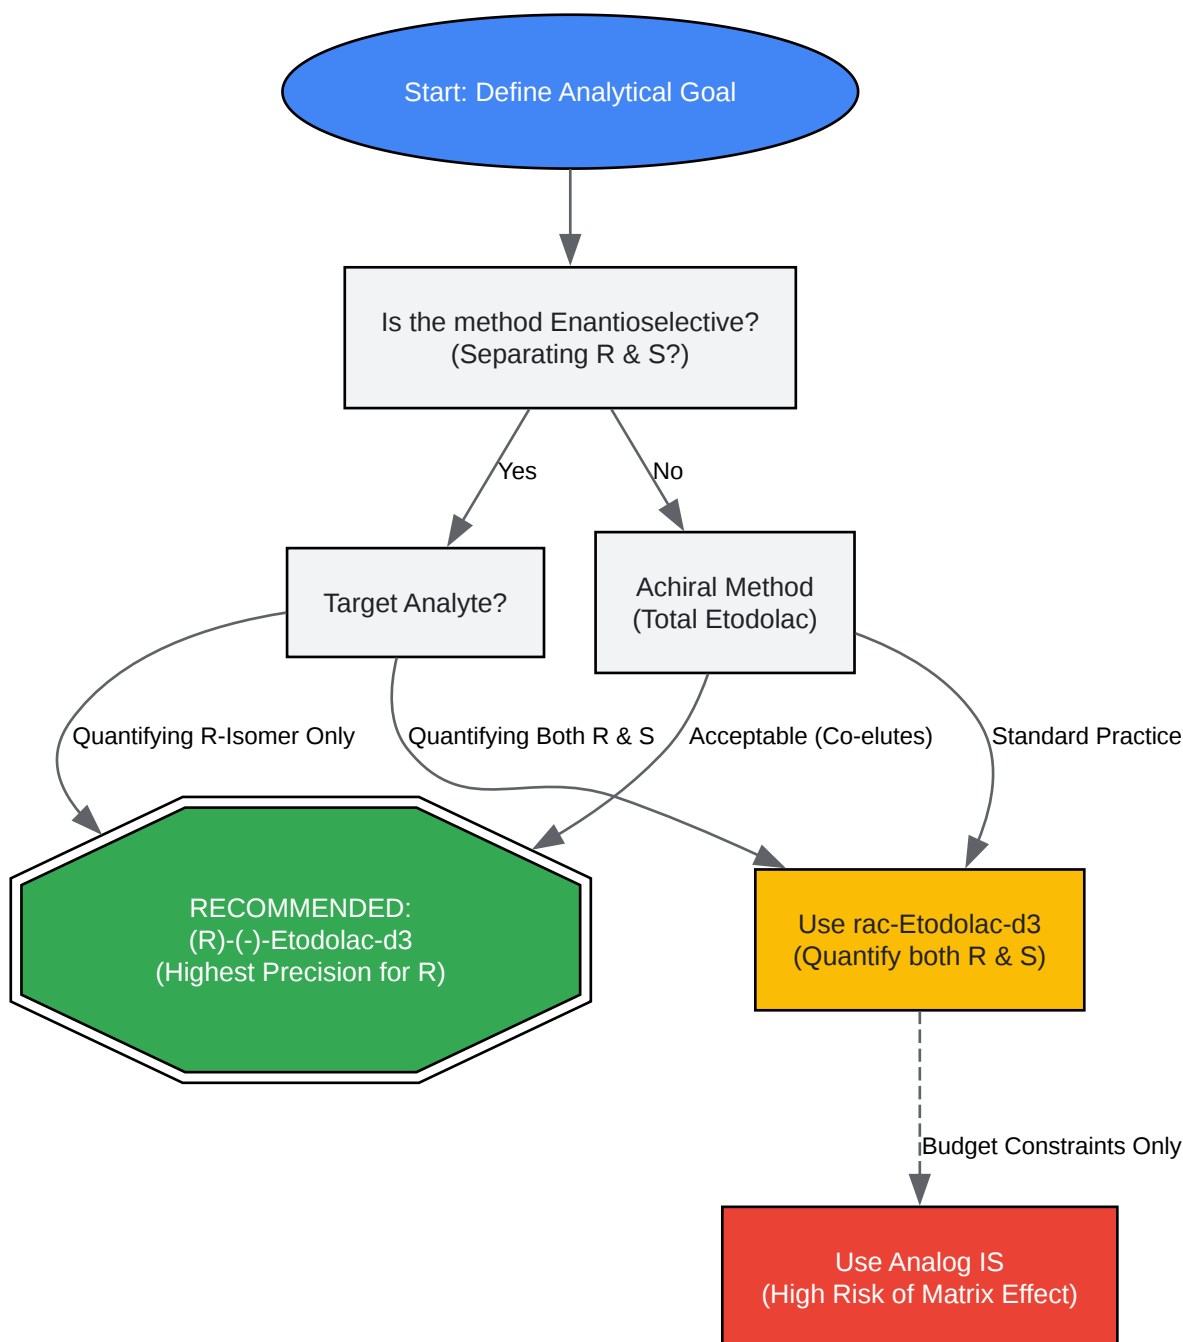 Start: Define Analytical Goal
Is the method Enantioselective?
(Separating R & S?)
Yes
No
Target Analyte?
Achiral Method
(Total Etodolac)
Quantifying R-Isomer Only
Quantifying Both R & S
Acceptable (Co-elutes)
Standard Practice
RECOMMENDED:
(R)-(-)-Etodolac-d3
(Highest Precision for R)
Use rac-Etodolac-d3
(Quantify both R & S)
Budget Constraints Only
Use Analog IS
(High Risk of Matrix Effect)